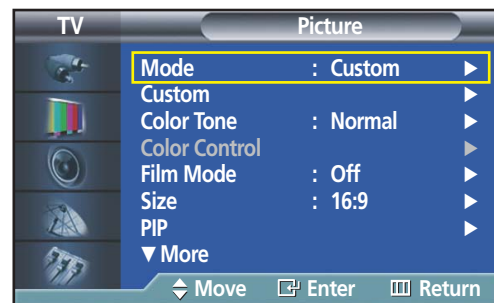 TV Picture
Mode : Custom ▶
Custom ▶
Color Tone : Normal ▶
Color Control ▶
Film Mode : Off ▶
Size : 16:9 ▶
PIP ▶
▼ More
Move Enter Return